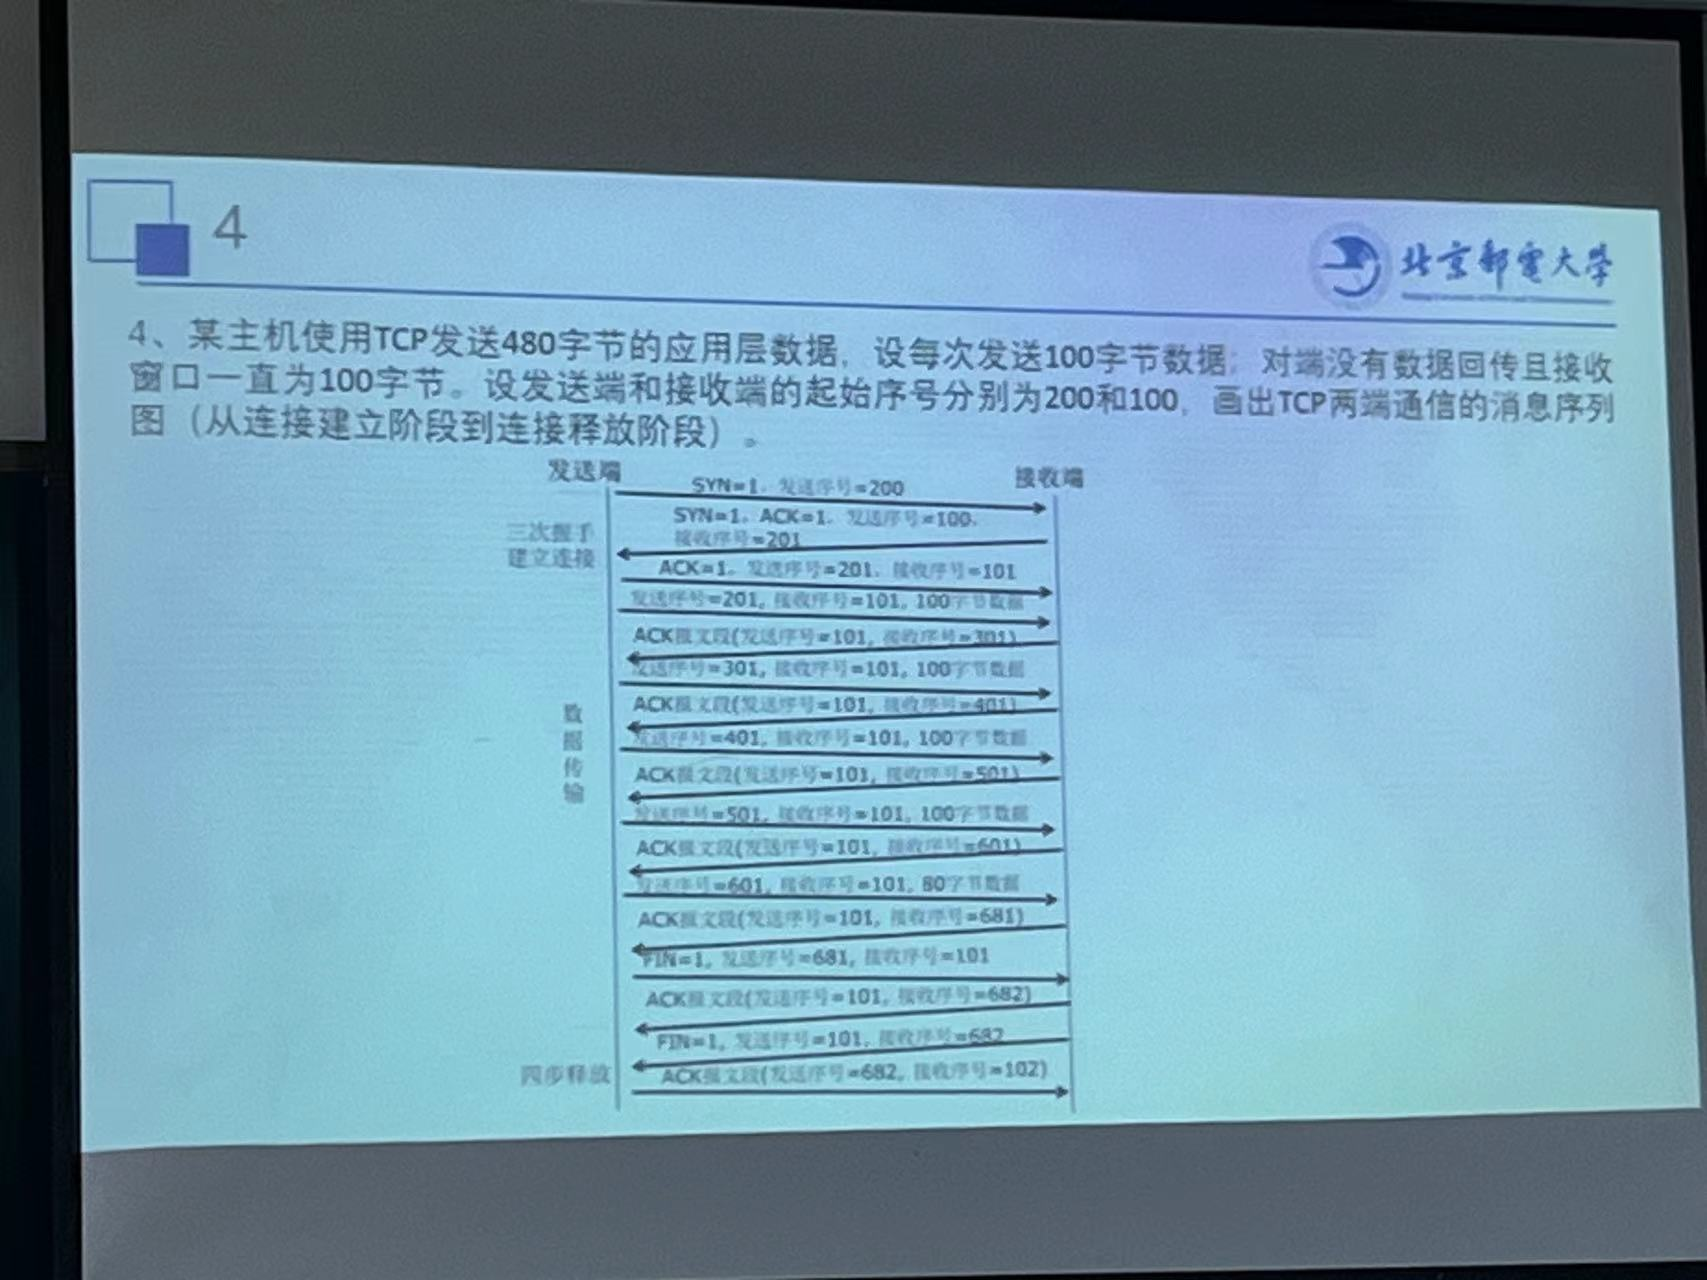 4
北京邮电大学
4、某主机使用TCP发送480字节的应用层数据，设每次发送100字节数据；对端没有数据回传且接收
窗口一直为100字节。设发送端和接收端的起始序号分别为200和100，画出TCP两端通信的消息序列
图（从连接建立阶段到连接释放阶段）。
发送端
接收端
SYN=1，发送序号=200
SYN=1，ACK=1，发送序号=100，
接收序号=201
三次握手
建立连接
ACK=1，发送序号=201，接收序号=101
发送序号=201, 接收序号=101, 100字节数据
ACK报文段(发送序号=101, 接收序号=301)
发送序号=301, 接收序号=101, 100字节数据
ACK报文段(发送序号=101, 接收序号=401)
数
据
传
输
发送序号=401, 接收序号=101, 100字节数据
ACK报文段(发送序号=101, 接收序号=501)
发送序号=501, 接收序号=101, 100字节数据
ACK报文段(发送序号=101, 接收序号=601)
发送序号=601, 接收序号=101, 80字节数据
ACK报文段(发送序号=101, 接收序号=681)
FIN=1, 发送序号=681, 接收序号=101
ACK报文段(发送序号=101, 接收序号=682)
FIN=1, 发送序号=101, 接收序号=682
四步释放
ACK报文段(发送序号=682, 接收序号=102)